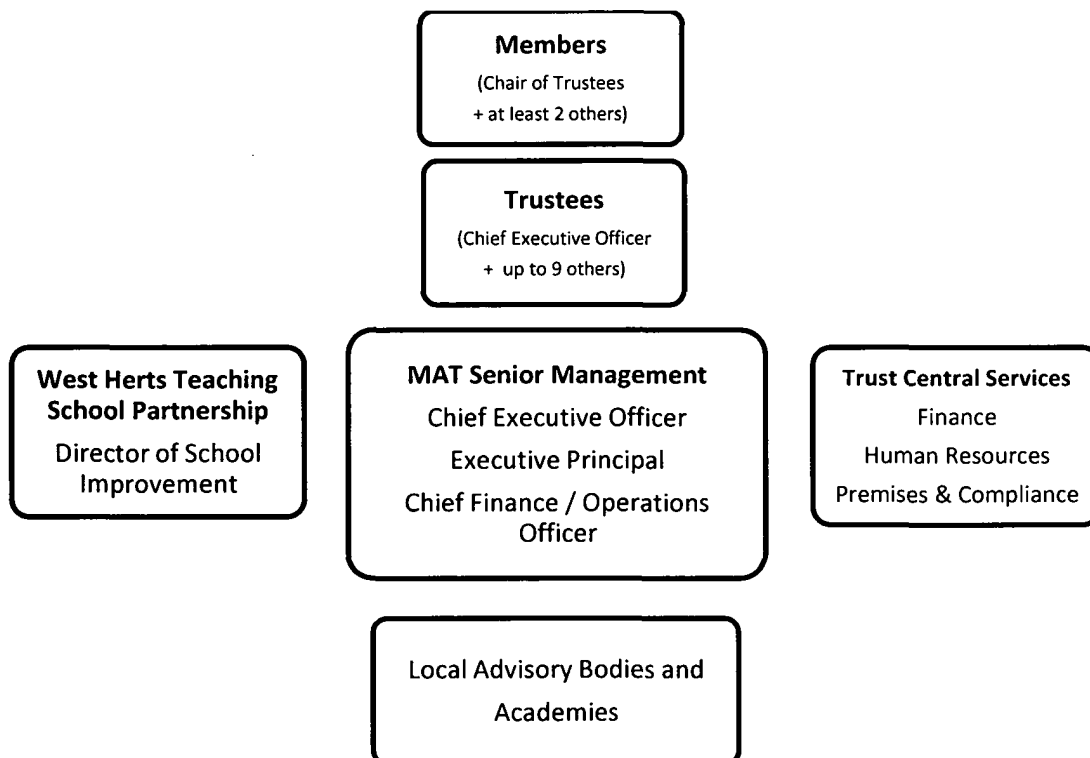 Members
(Chair of Trustees
+ at least 2 others)
Trustees
(Chief Executive Officer
+ up to 9 others)
West Herts Teaching
School Partnership
Director of School
Improvement
MAT Senior Management
Chief Executive Officer
Executive Principal
Chief Finance / Operations
Officer
Trust Central Services
Finance
Human Resources
Premises & Compliance
Local Advisory Bodies and
Academies